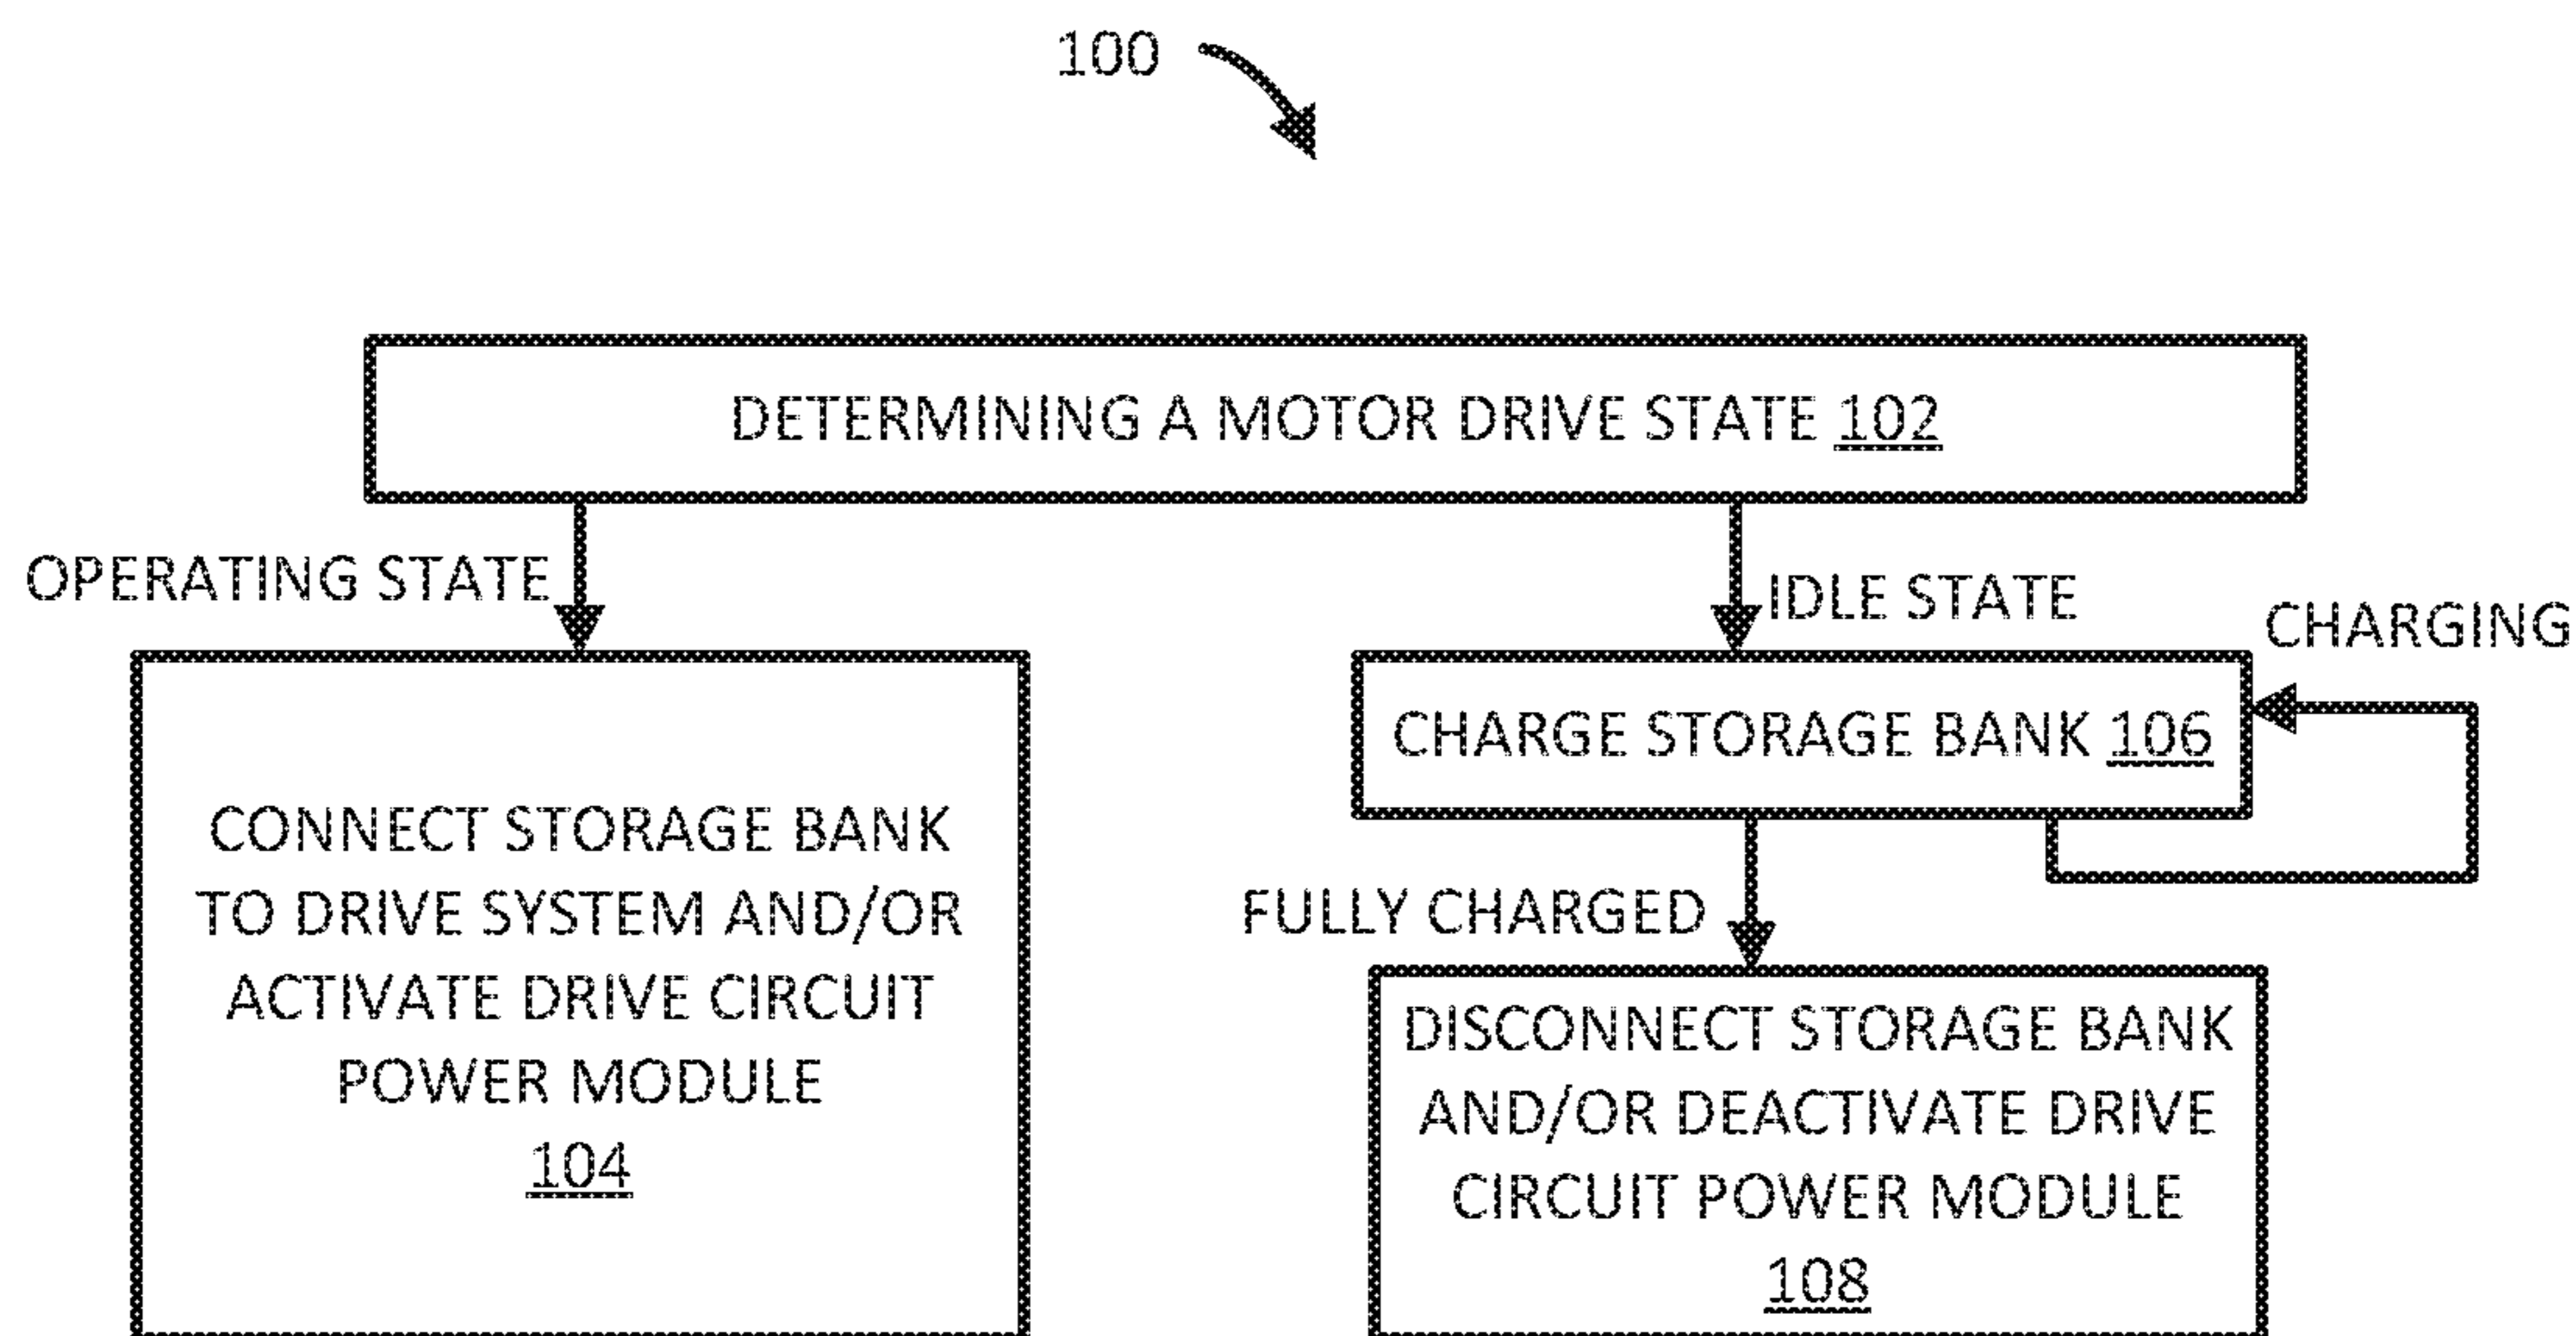 100
DETERMINING A MOTOR DRIVE STATE 102
OPERATING STATE
IDLE STATE
CHARGING
CHARGE STORAGE BANK 106
CONNECT STORAGE BANK
TO DRIVE SYSTEM AND/OR
ACTIVATE DRIVE CIRCUIT
POWER MODULE
104
FULLY CHARGED
DISCONNECT STORAGE BANK
AND/OR DEACTIVATE DRIVE
CIRCUIT POWER MODULE
108